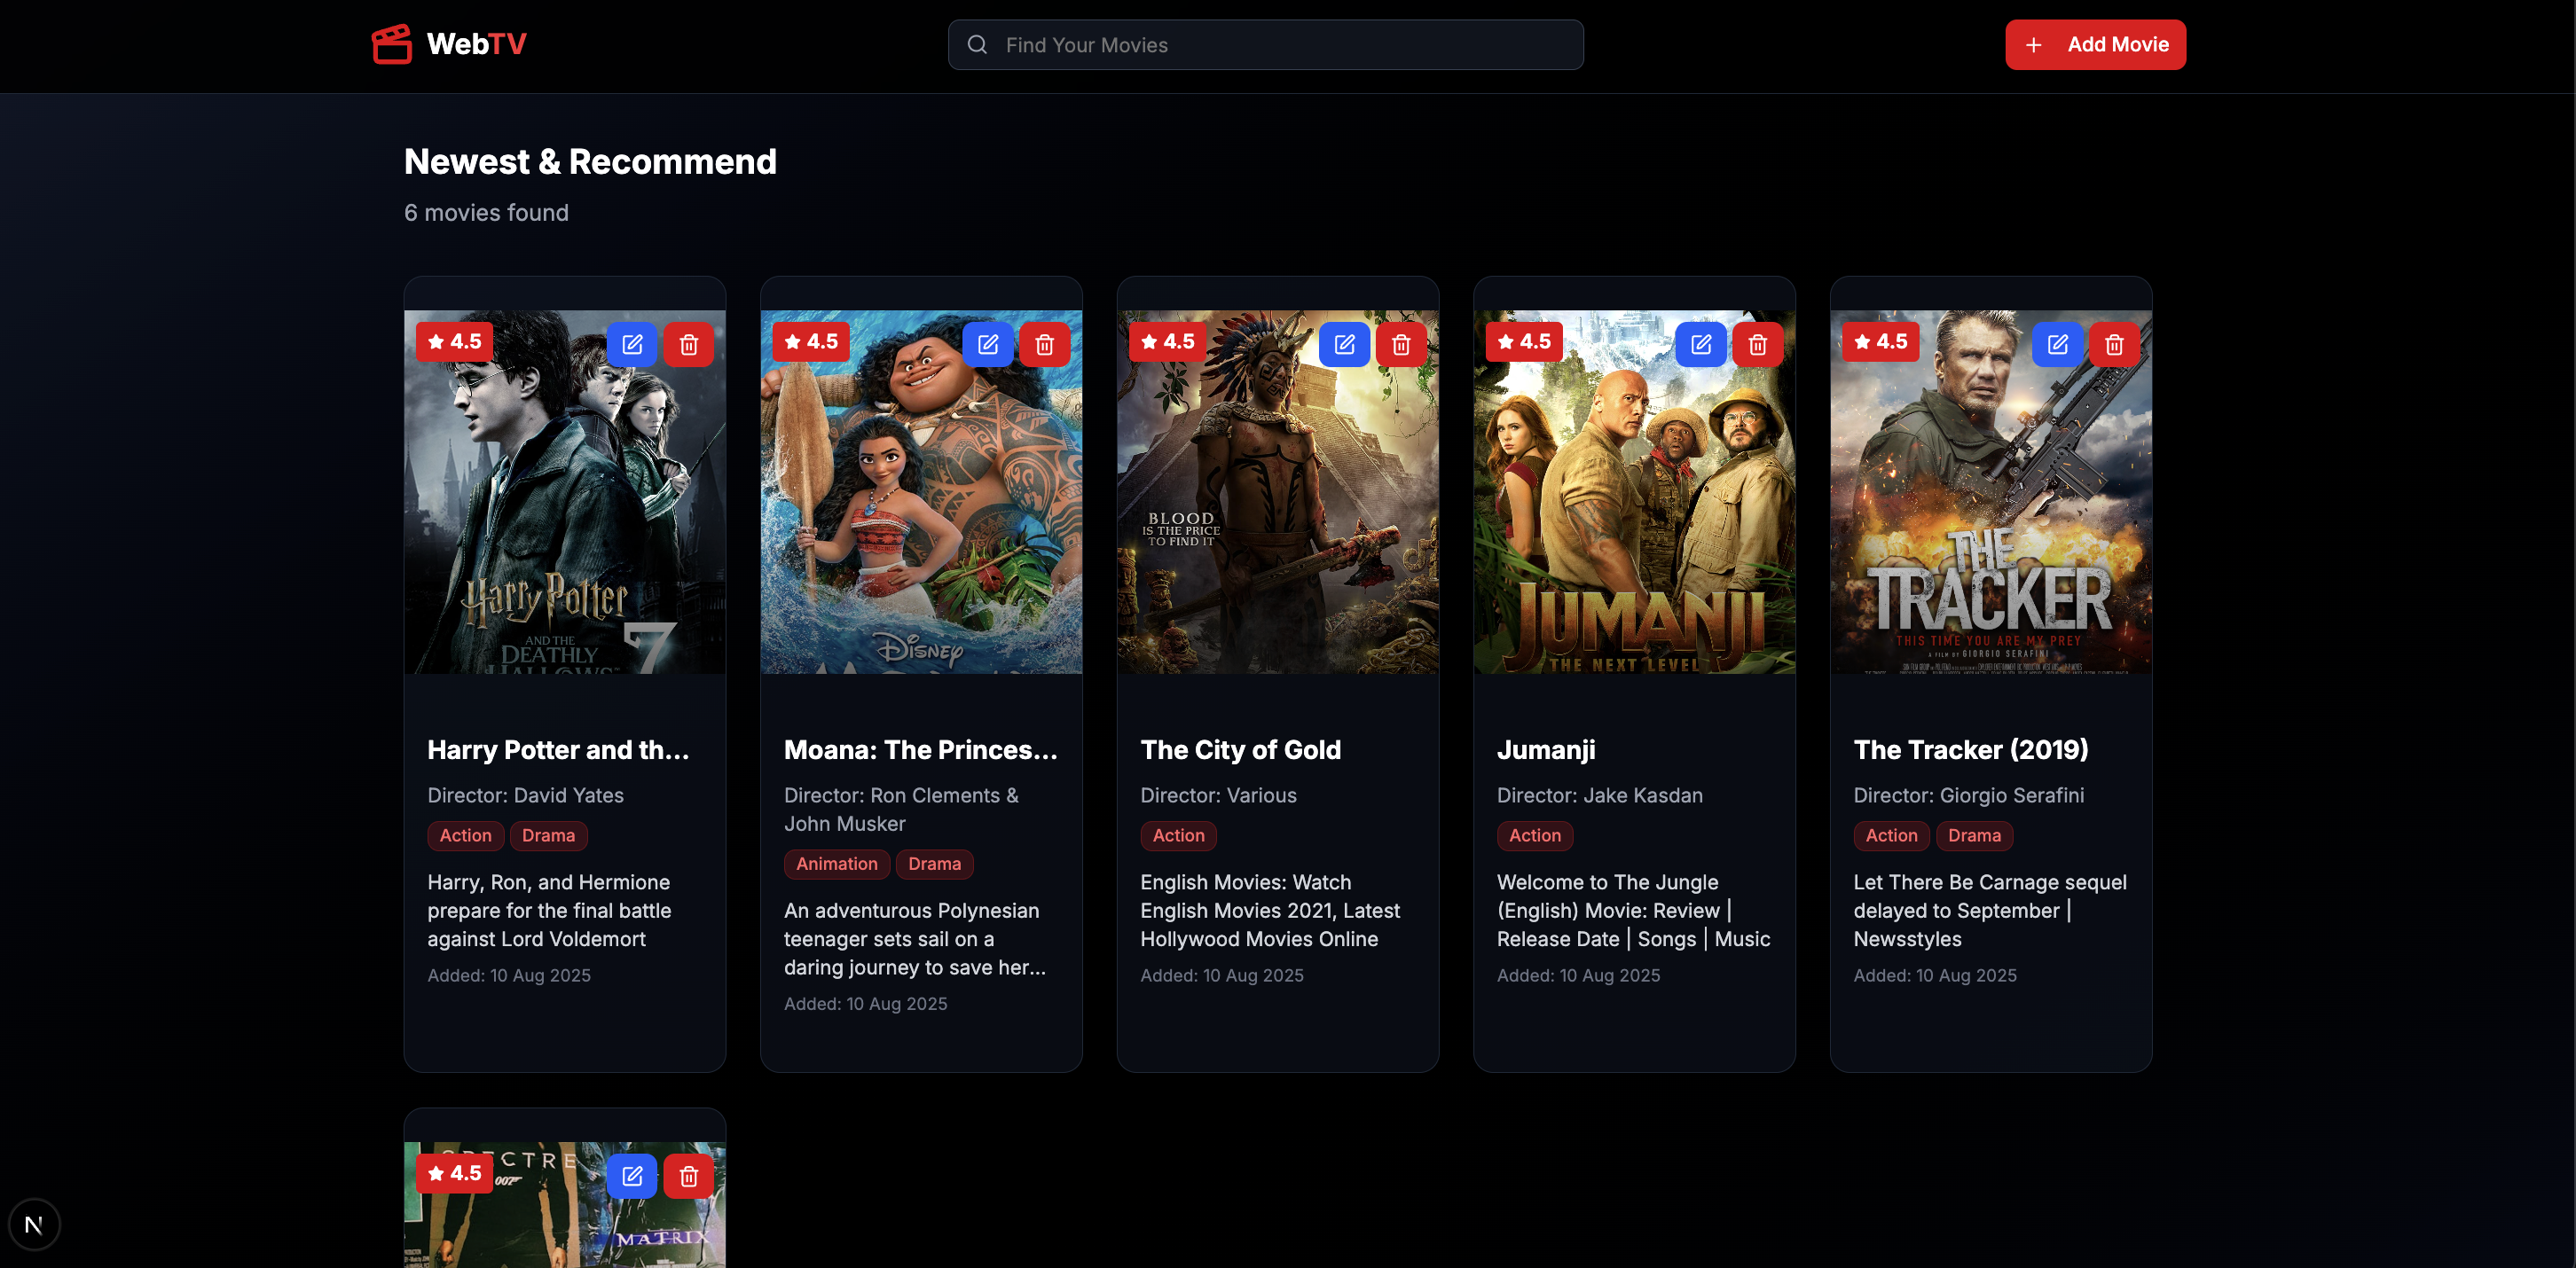 WebTV
Find Your Movies
Add Movie
Newest & Recommend
6 movies found
4.5
Harry Potter
AND THE
DEATHLY
HALLOWS
7
Harry Potter and th...
Director: David Yates
Action Drama
Harry, Ron, and Hermione
prepare for the final battle
against Lord Voldemort
Added: 10 Aug 2025
4.5
DISNEY
Moana: The Princes...
Director: Ron Clements &
John Musker
Animation Drama
An adventurous Polynesian
teenager sets sail on a
daring journey to save her...
Added: 10 Aug 2025
4.5
BLOOD
IS THE PRICE
TO FIND IT
The City of Gold
Director: Various
Action
English Movies: Watch
English Movies 2021, Latest
Hollywood Movies Online
Added: 10 Aug 2025
4.5
JUMANJI
THE NEXT LEVEL
Jumanji
Director: Jake Kasdan
Action
Welcome to The Jungle
(English) Movie: Review |
Release Date | Songs | Music
Added: 10 Aug 2025
4.5
THE
TRACKER
THIS TIME YOU ARE MY PREY
A FILM BY GIORGIO SERAFINI
The Tracker (2019)
Director: Giorgio Serafini
Action Drama
Let There Be Carnage sequel
delayed to September |
Newsstyles
Added: 10 Aug 2025
4.5
007
MATRIX
N